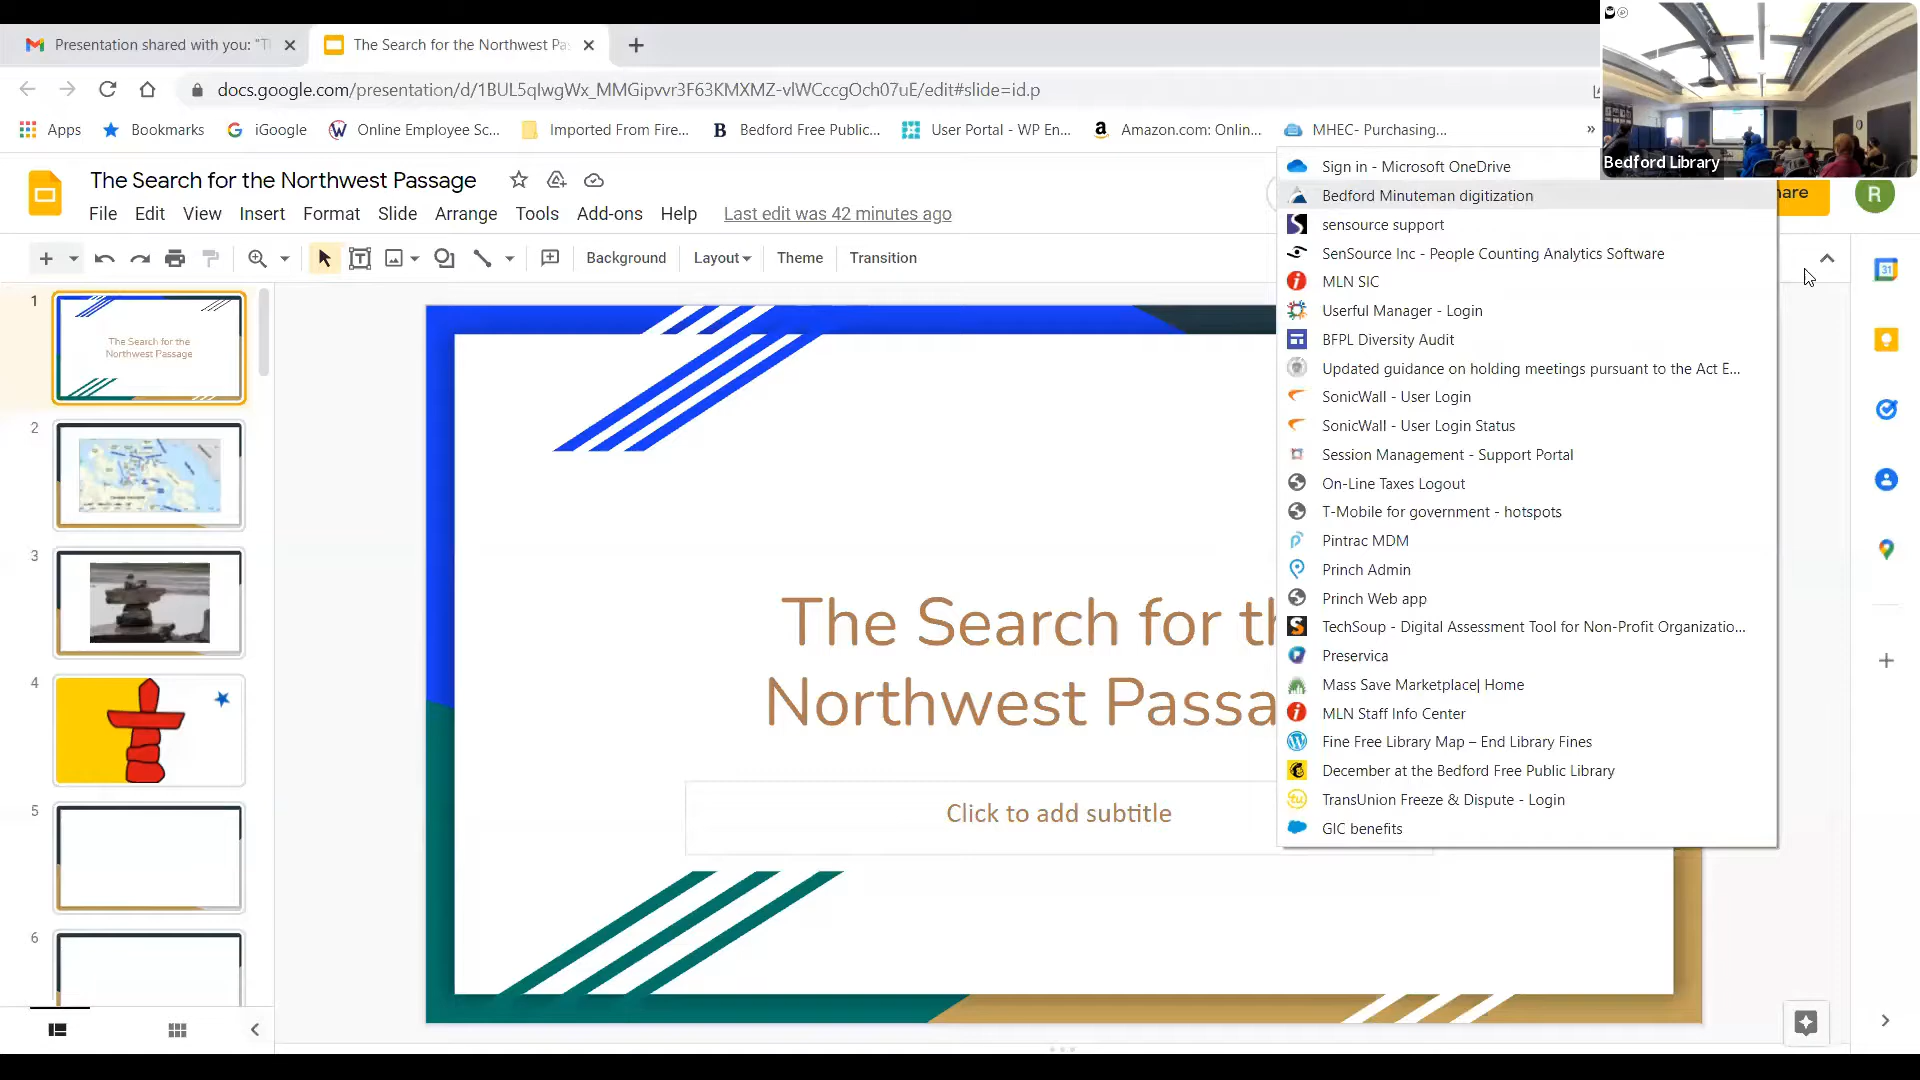 Presentation shared with you: "Tl
The Search for the Northwest Pa
docs.google.com/presentation/d/1BUL5qlwgWx_MMGipvvr3F63KMXMZ-vlWCccgOch07uE/edit#slide=id.p
Apps
Bookmarks
iGoogle
Online Employee Sc...
Imported From Fire...
Bedford Free Public...
User Portal - WP En...
Amazon.com: Onlin...
MHEC- Purchasing...
»
Bedford Library
The Search for the Northwest Passage
are
R
File Edit View Insert Format Slide Arrange Tools Add-ons Help Last edit was 42 minutes ago
Background Layout Theme Transition
Sign in - Microsoft OneDrive
Bedford Minuteman digitization
sensource support
SenSource Inc - People Counting Analytics Software
MLN SIC
Userful Manager - Login
BFPL Diversity Audit
Updated guidance on holding meetings pursuant to the Act E...
SonicWall - User Login
SonicWall - User Login Status
Session Management - Support Portal
On-Line Taxes Logout
T-Mobile for government - hotspots
Pintrac MDM
Princh Admin
Princh Web app
TechSoup - Digital Assessment Tool for Non-Profit Organizatio...
Preservica
Mass Save Marketplace| Home
MLN Staff Info Center
Fine Free Library Map – End Library Fines
December at the Bedford Free Public Library
TransUnion Freeze & Dispute - Login
GIC benefits
31
1
The Search for the
Northwest Passage
2
3
4
5
6
The Search for th
Northwest Passa
Click to add subtitle